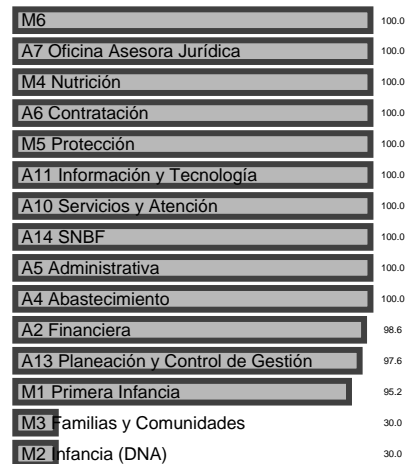 M6 100.0
A7 Oficina Asesora Jurídica 100.0
M4 Nutrición 100.0
A6 Contratación 100.0
M5 Protección 100.0
A11 Información y Tecnología 100.0
A10 Servicios y Atención 100.0
A14 SNBF 100.0
A5 Administrativa 100.0
A4 Abastecimiento 100.0
A2 Financiera 98.6
A13 Planeación y Control de Gestión 97.6
M1 Primera Infancia 95.2
M3 Familias y Comunidades 30.0
M2 Infancia (DNA) 30.0